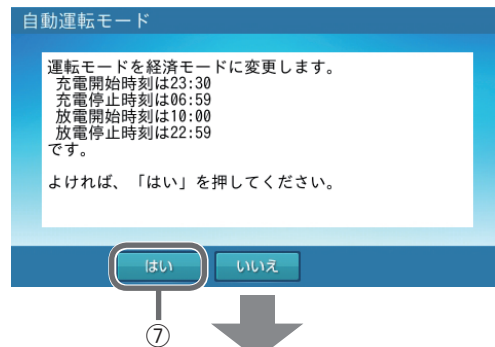 自動運転モード
運転モードを経済モードに変更します。
充電開始時刻は23:30
充電停止時刻は06:59
放電開始時刻は10:00
放電停止時刻は22:59
です。
よければ、「はい」を押してください。
はい いいえ
⑦